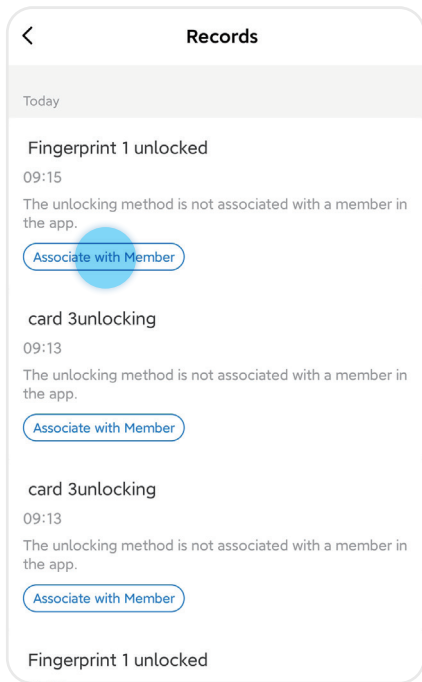 Records
Today
Fingerprint 1 unlocked
09:15
The unlocking method is not associated with a member in
the app.
Associate with Member
card 3unlocking
09:13
The unlocking method is not associated with a member in
the app.
Associate with Member
card 3unlocking
09:13
The unlocking method is not associated with a member in
the app.
Associate with Member
Fingerprint 1 unlocked